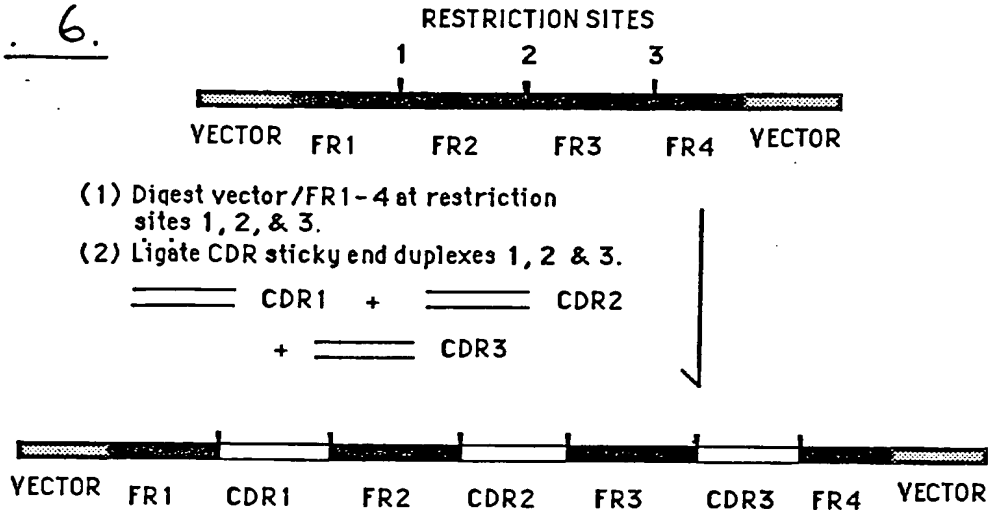 . 6.
RESTRICTION SITES
1 2 3
VECTOR FR1 FR2 FR3 FR4 VECTOR
(1) Digest vector/FR1-4 at restriction
sites 1, 2, & 3.
(2) Ligate CDR sticky end duplexes 1, 2 & 3.
CDR1 + CDR2
+ CDR3
VECTOR FR1 CDR1 FR2 CDR2 FR3 CDR3 FR4 VECTOR